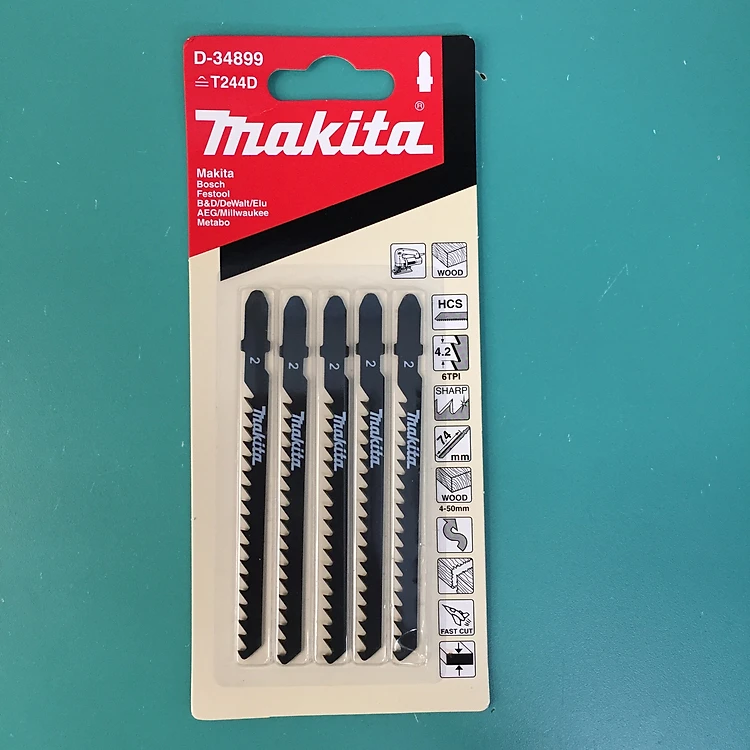 D-34899
≙T244D
makita®
Makita
Bosch
Festool
B&D/DeWalt/Elu
AEG/Millwaukee
Metabo
WOOD
HCS
4.2
6TPI
SHARP
74
mm
WOOD
4-50mm
FAST CUT
2
2
2
2
2
makita
makita
makita
makita
makita